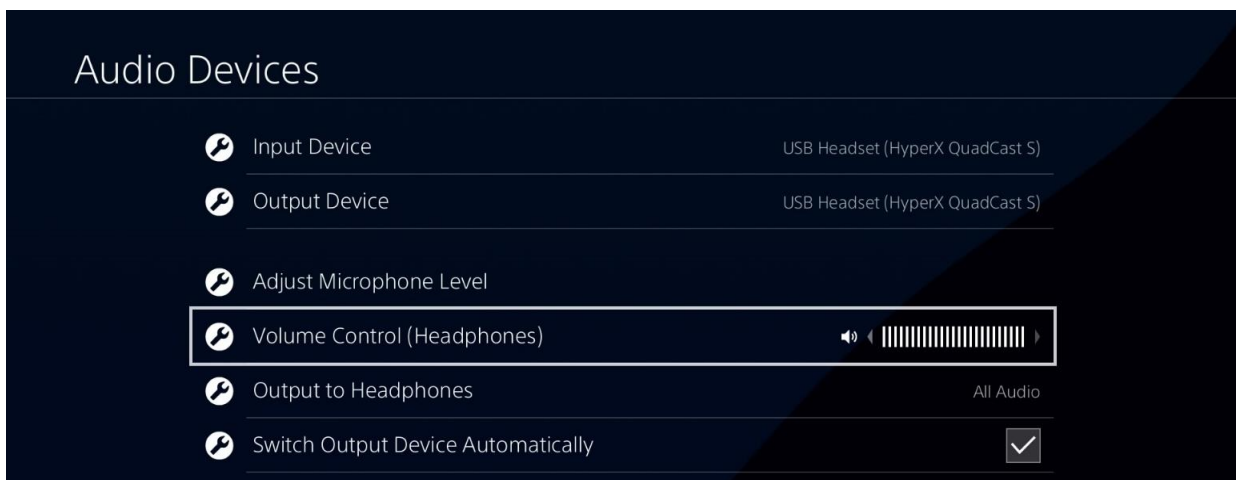 Audio Devices
Input Device USB Headset (HyperX QuadCast S)
Output Device USB Headset (HyperX QuadCast S)
Adjust Microphone Level
Volume Control (Headphones)
Output to Headphones All Audio
Switch Output Device Automatically